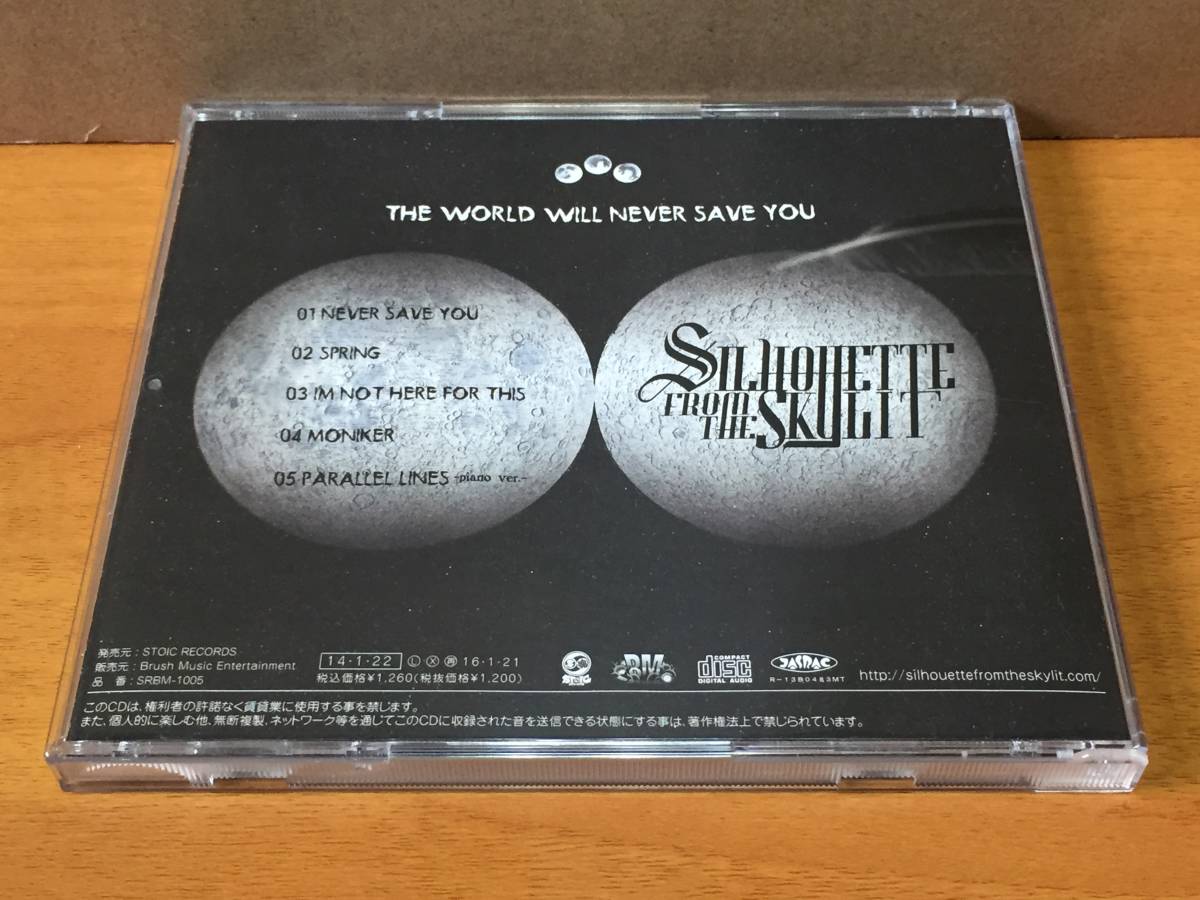 THE WORLD WILL NEVER SAVE YOU
01 NEVER SAVE YOU
02 SPRING
03 IM NOT HERE FOR THIS
04 MONIKER
05 PARALLEL LINES -piano ver.-
SILHOUETTE
FROM THE SKYLIT
発売元 : STOIC RECORDS
販売元 : Brush Music Entertainment
品 番 : SRBM-1005
14・1・22 Ⓛ Ⓧ ㊢ 16・1・21
税込価格¥1,260(税抜価格¥1,200)
STOIC
BM
COMPACT
disc
DIGITAL AUDIO
JASRAC
R-1380483MT
http://silhouettefromtheskylit.com/
このCDは、権利者の許諾なく賃貸業に使用する事を禁じます。
また、個人的に楽しむ他、無断複製、ネットワーク等を通じてこのCDに収録された音を送信できる状態にする事は、著作権法上で禁じられています。